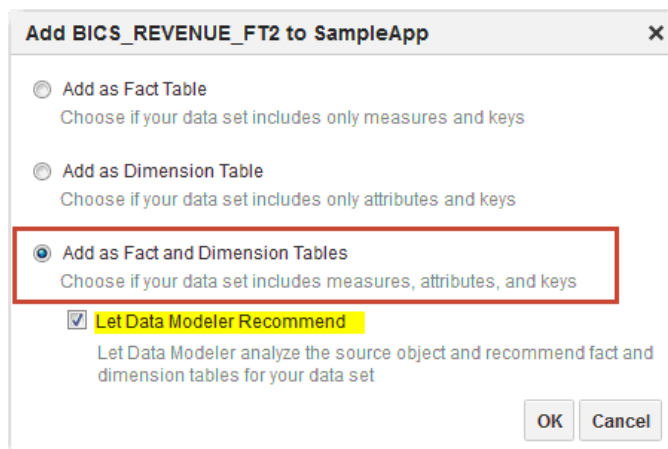 Add BICS_REVENUE_FT2 to SampleApp
Add as Fact Table
Choose if your data set includes only measures and keys
Add as Dimension Table
Choose if your data set includes only attributes and keys
Add as Fact and Dimension Tables
Choose if your data set includes measures, attributes, and keys
Let Data Modeler Recommend
Let Data Modeler analyze the source object and recommend fact and
dimension tables for your data set
OK Cancel